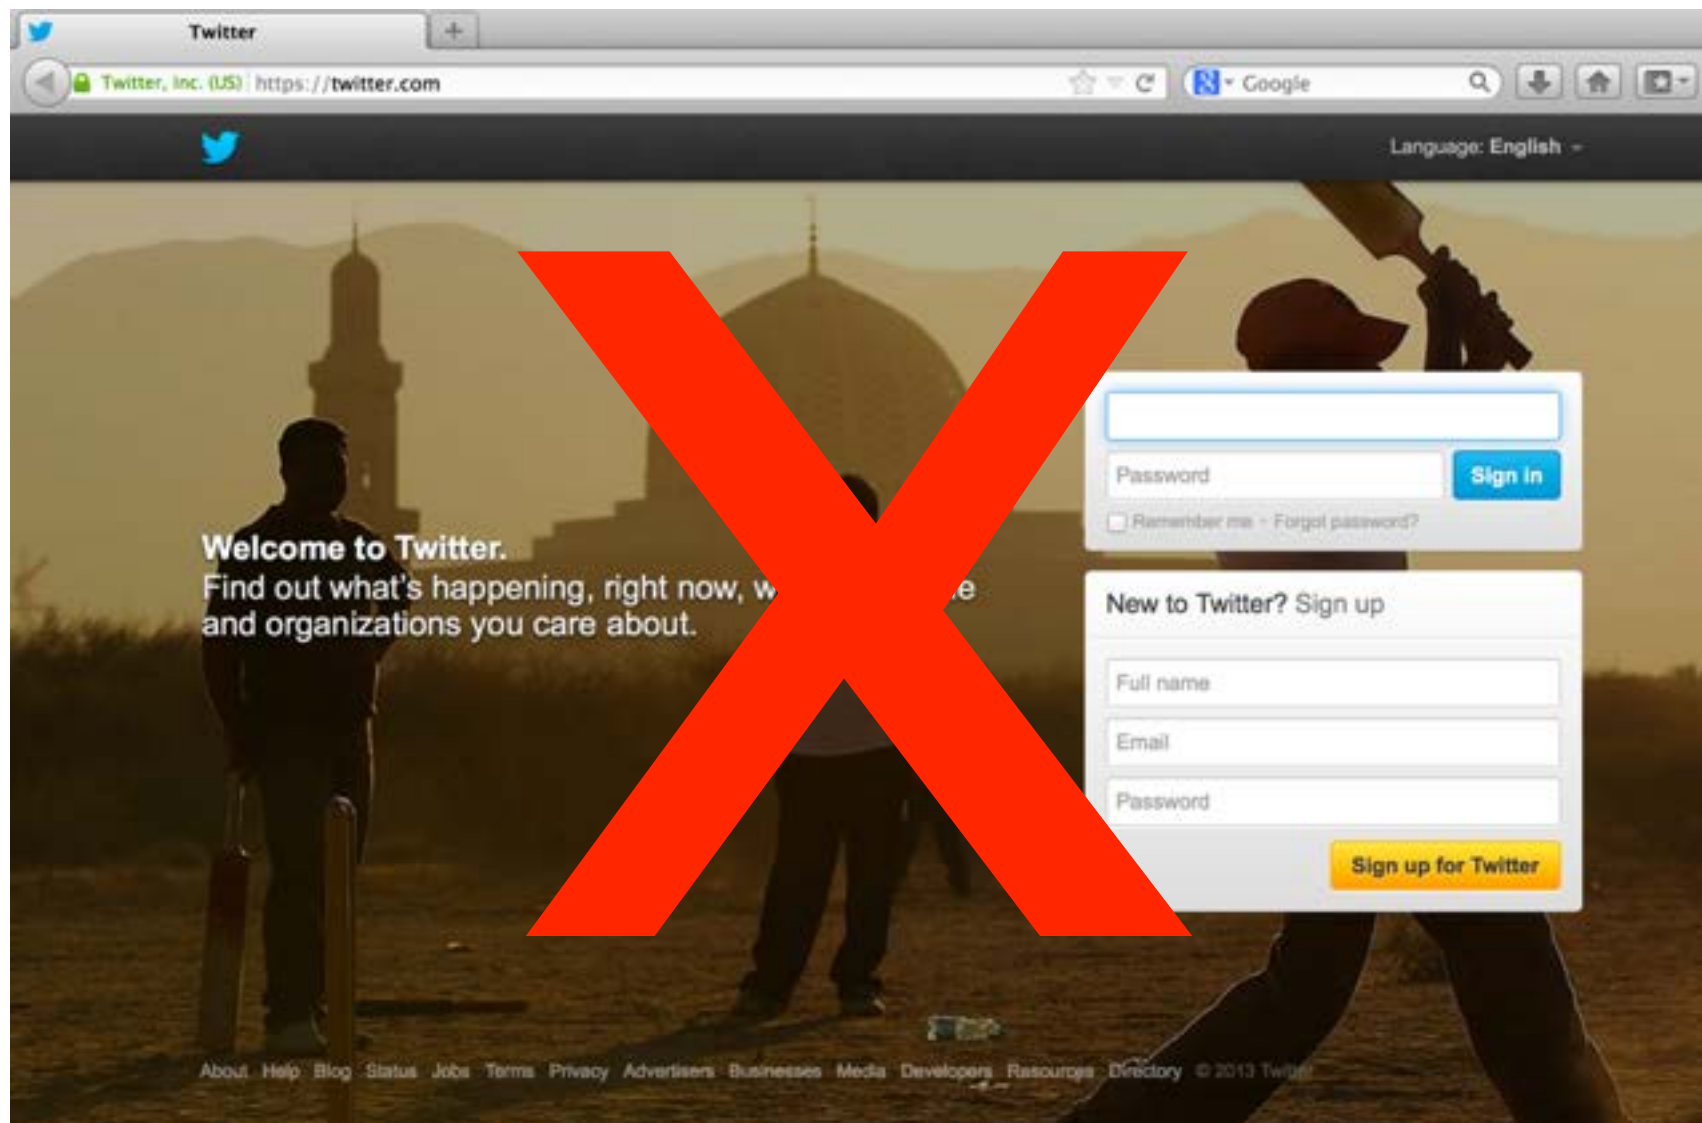 Twitter
Twitter, Inc. (US) https://twitter.com
Google
Language: English
Welcome to Twitter.
Find out what's happening, right now, w
and organizations you care about.
Password
Sign in
Remember me · Forgot password?
New to Twitter? Sign up
Full name
Email
Password
Sign up for Twitter
About Help Blog Status Jobs Terms Privacy Advertisers Businesses Media Developers Resources Directory © 2013 Twitter